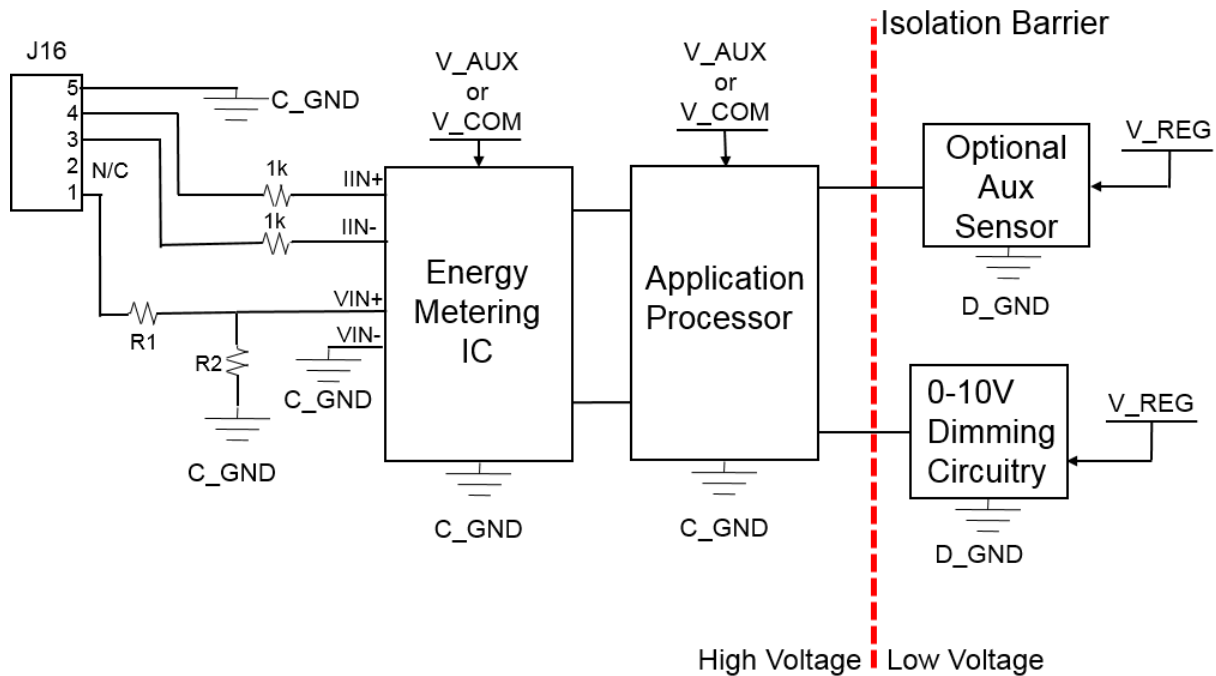 Isolation Barrier
J16
5
4
3
2
1
N/C
C_GND
1k
1k
IIN+
IIN-
VIN+
VIN-
R1
R2
C_GND
C_GND
V_AUX
or
V_COM
Energy
Metering
IC
C_GND
V_AUX
or
V_COM
Application
Processor
C_GND
Optional
Aux
Sensor
V_REG
D_GND
0-10V
Dimming
Circuitry
V_REG
D_GND
High Voltage
Low Voltage